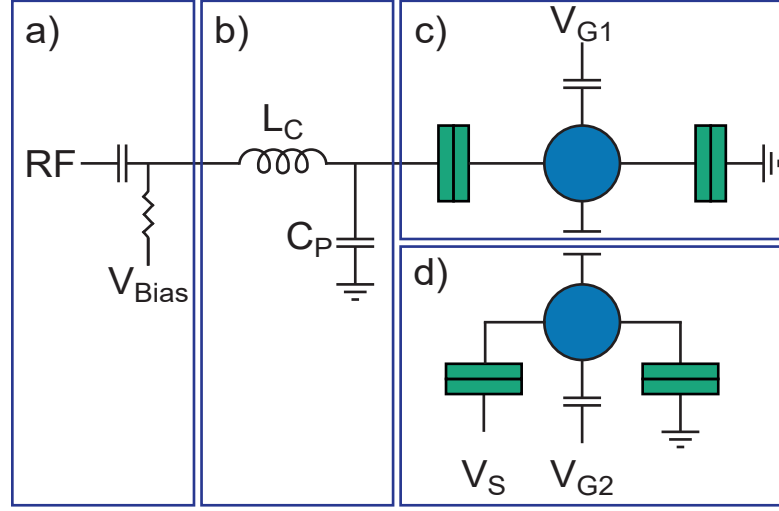 a)
b)
c)
d)
RF
V_Bias
L_C
C_P
V_G1
V_S
V_G2